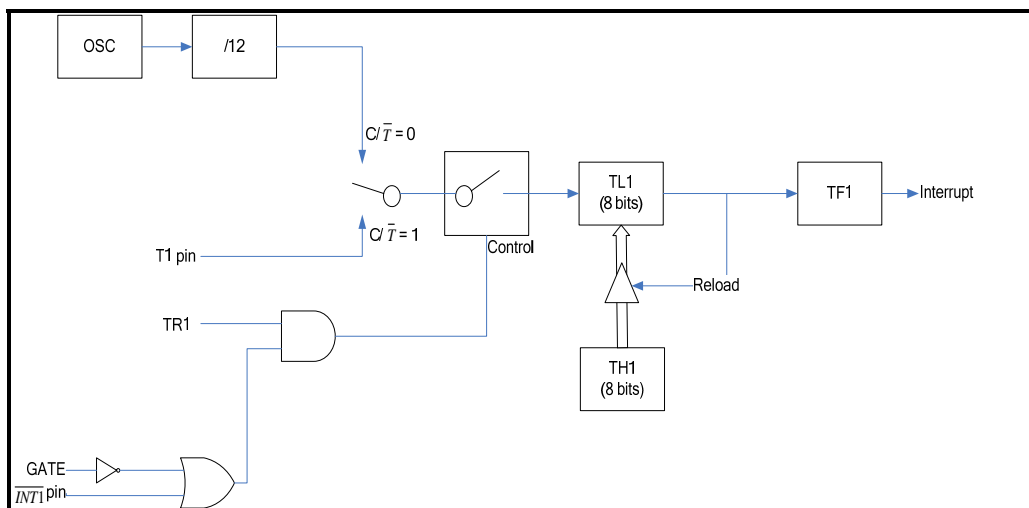 OSC
/12
C/T̅ = 0
TL1
(8 bits)
TF1
Interrupt
C/T̅ = 1
Control
T1 pin
Reload
TR1
TH1
(8 bits)
GATE
I̅N̅T̅1̅ pin